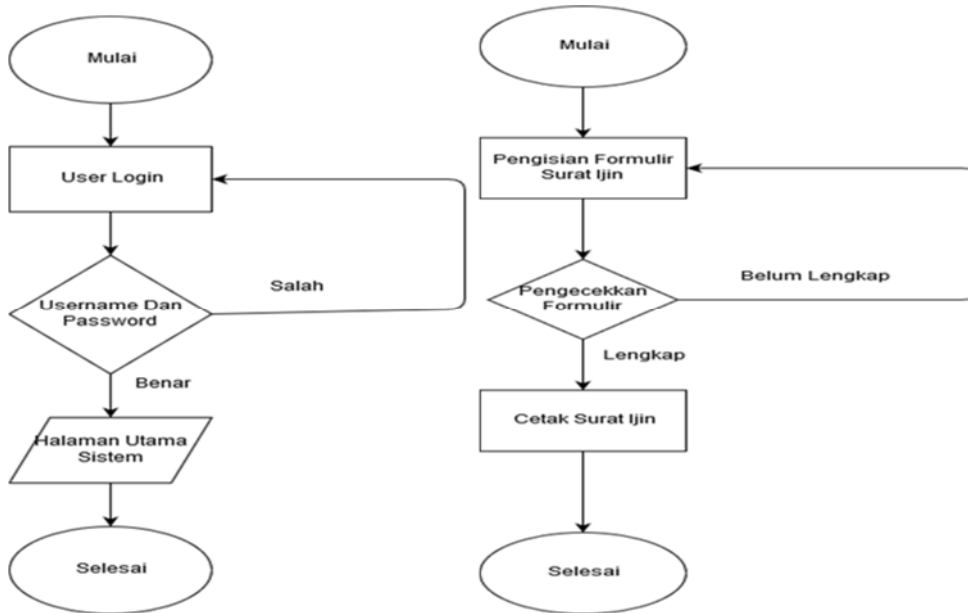 Mulai
User Login
Username Dan
Password
Salah
Benar
Halaman Utama
Sistem
Selesai
Mulai
Pengisian Formulir
Surat Ijin
Pengecekkan
Formulir
Belum Lengkap
Lengkap
Cetak Surat Ijin
Selesai